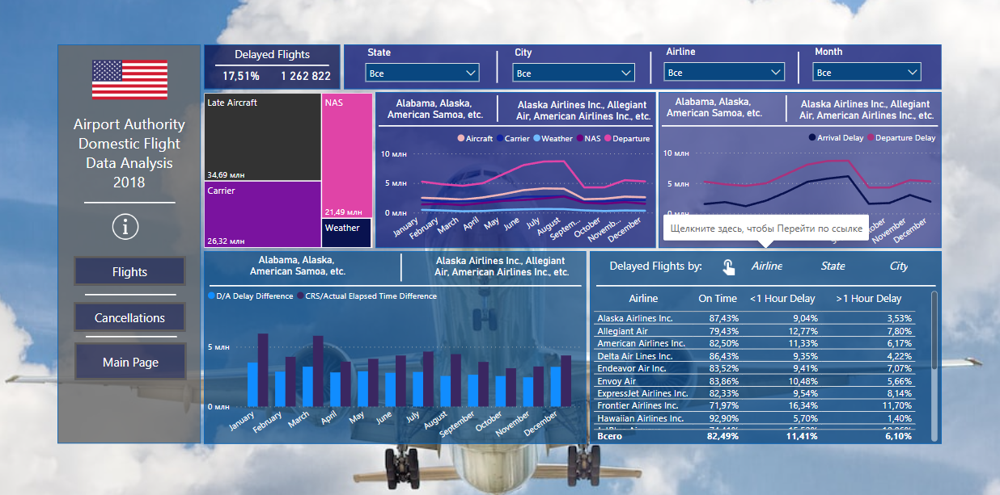 Airport Authority
Domestic Flight
Data Analysis
2018
i
Flights
Cancellations
Main Page
Delayed Flights
17,51% 1 262 822
State
Все
City
Все
Airline
Все
Month
Все
Late Aircraft
34,69 млн
Carrier
26,32 млн
NAS
21,49 млн
Weather
Alabama, Alaska,
American Samoa, etc.
Alaska Airlines Inc., Allegiant
Air, American Airlines Inc., etc.
Aircraft Carrier Weather NAS Departure
10 млн
5 млн
0 млн
January February March April May June July August Septem... October Novemb... December
Alabama, Alaska,
American Samoa, etc.
Alaska Airlines Inc., Allegiant
Air, American Airlines Inc., etc.
Arrival Delay Departure Delay
10 млн
5 млн
0 млн
November December
Щелкните здесь, чтобы Перейти по ссылке
Alabama, Alaska,
American Samoa, etc.
Alaska Airlines Inc., Allegiant
Air, American Airlines Inc., etc.
D/A Delay Difference CRS/Actual Elapsed Time Difference
5 млн
0 млн
January February March April May June July August September October November December
Delayed Flights by: Airline State City
Airline On Time <1 Hour Delay >1 Hour Delay
Alaska Airlines Inc. 87,43% 9,04% 3,53%
Allegiant Air 79,43% 12,77% 7,80%
American Airlines Inc. 82,50% 11,33% 6,17%
Delta Air Lines Inc. 86,43% 9,35% 4,22%
Endeavor Air Inc. 83,52% 9,41% 7,07%
Envoy Air 83,86% 10,48% 5,66%
ExpressJet Airlines Inc. 82,33% 9,54% 8,14%
Frontier Airlines Inc. 71,97% 16,34% 11,70%
Hawaiian Airlines Inc. 92,90% 5,70% 1,40%
Всего 82,49% 11,41% 6,10%